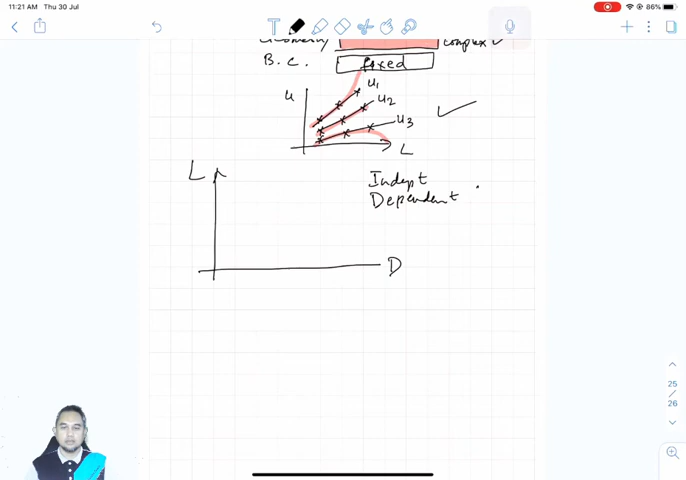 11:21 AM Thu 30 Jul
86%
complex
B.C. fixed
u
u1
u2
u3
L
L
Indept
Dependent
D
25
/
26